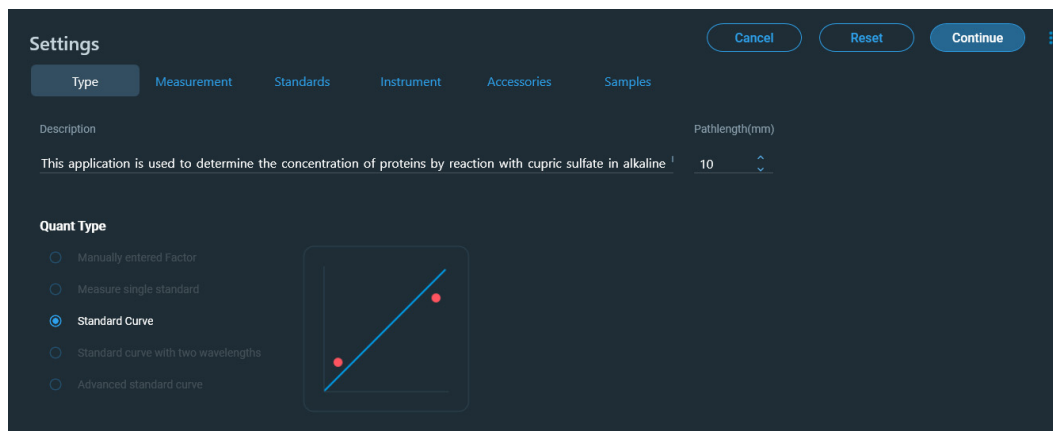 Settings
Cancel
Reset
Continue
Type
Measurement
Standards
Instrument
Accessories
Samples
Description
Pathlength(mm)
This application is used to determine the concentration of proteins by reaction with cupric sulfate in alkaline
10
Quant Type
Manually entered Factor
Measure single standard
Standard Curve
Standard curve with two wavelengths
Advanced standard curve